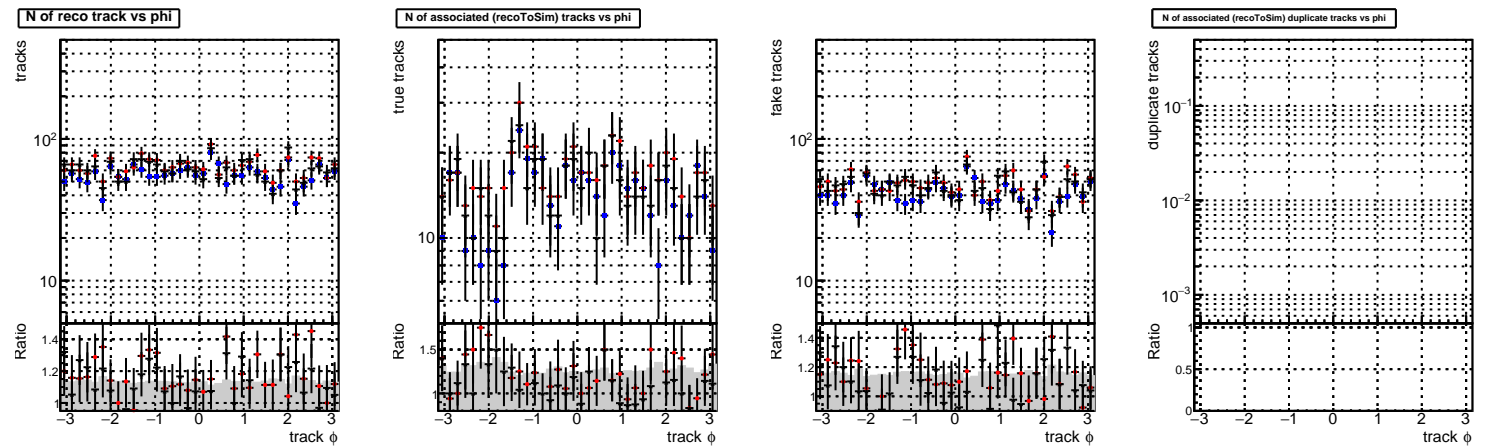 N of reco track vs phi
tracks
10²
10
Ratio
1.4
1.2
1
−3 −2 −1 0 1 2 3
track ϕ
N of associated (recoToSim) tracks vs phi
true tracks
10
Ratio
1.5
−3 −2 −1 0 1 2 3
track ϕ
fake tracks
10²
10
Ratio
1.4
1.2
1
−3 −2 −1 0 1 2 3
track ϕ
N of associated (recoToSim) duplicate tracks vs phi
duplicate tracks
10⁻¹
10⁻²
10⁻³
Ratio
1
0.5
0
−3 −2 −1 0 1 2 3
track ϕ